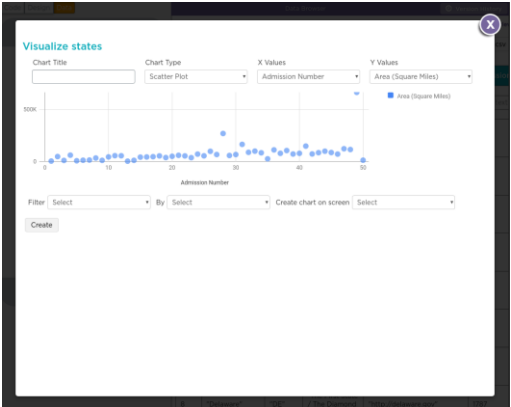 X
Visualize states
Chart Title Chart Type X Values Y Values
Scatter Plot Admission Number Area (Square Miles)
Area (Square Miles)
500K
0
0 10 20 30 40 50
Admission Number
Filter Select By Select Create chart on screen Select
Create